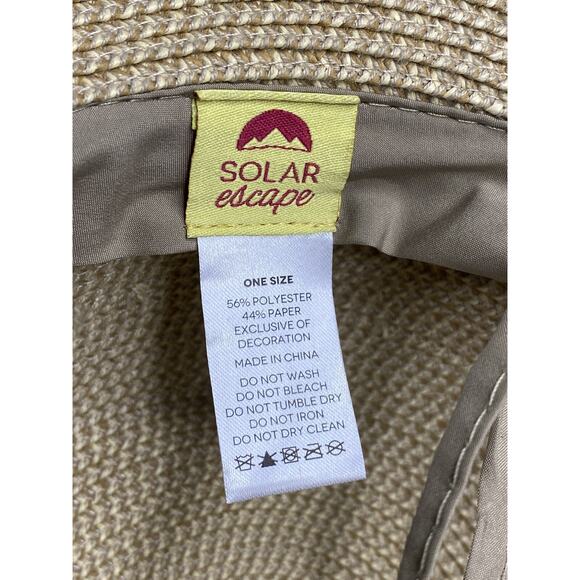 SOLAR
escape
ONE SIZE
56% POLYESTER
44% PAPER
EXCLUSIVE OF
DECORATION
MADE IN CHINA
DO NOT WASH
DO NOT BLEACH
DO NOT TUMBLE DRY
DO NOT IRON
DO NOT DRY CLEAN